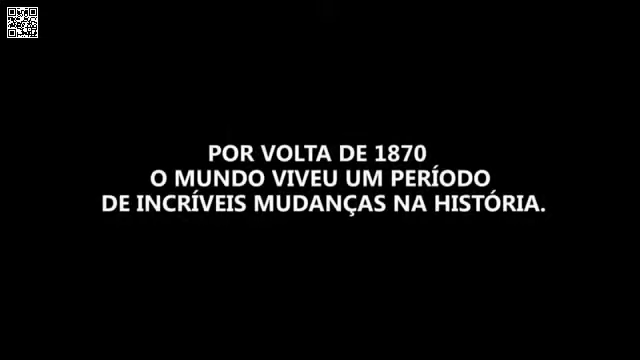 POR VOLTA DE 1870
O MUNDO VIVEU UM PERÍODO
DE INCRÍVEIS MUDANÇAS NA HISTÓRIA.